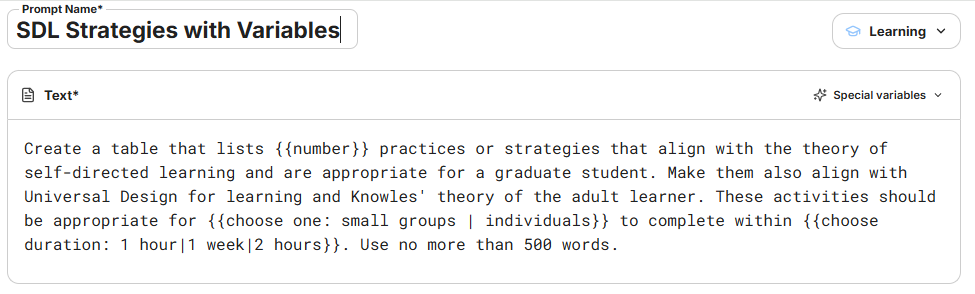 Prompt Name*
SDL Strategies with Variables
Learning
Text*
Special variables
Create a table that lists {{number}} practices or strategies that align with the theory of
self-directed learning and are appropriate for a graduate student. Make them also align with
Universal Design for learning and Knowles' theory of the adult learner. These activities should
be appropriate for {{choose one: small groups | individuals}} to complete within {{choose
duration: 1 hour|1 week|2 hours}}. Use no more than 500 words.